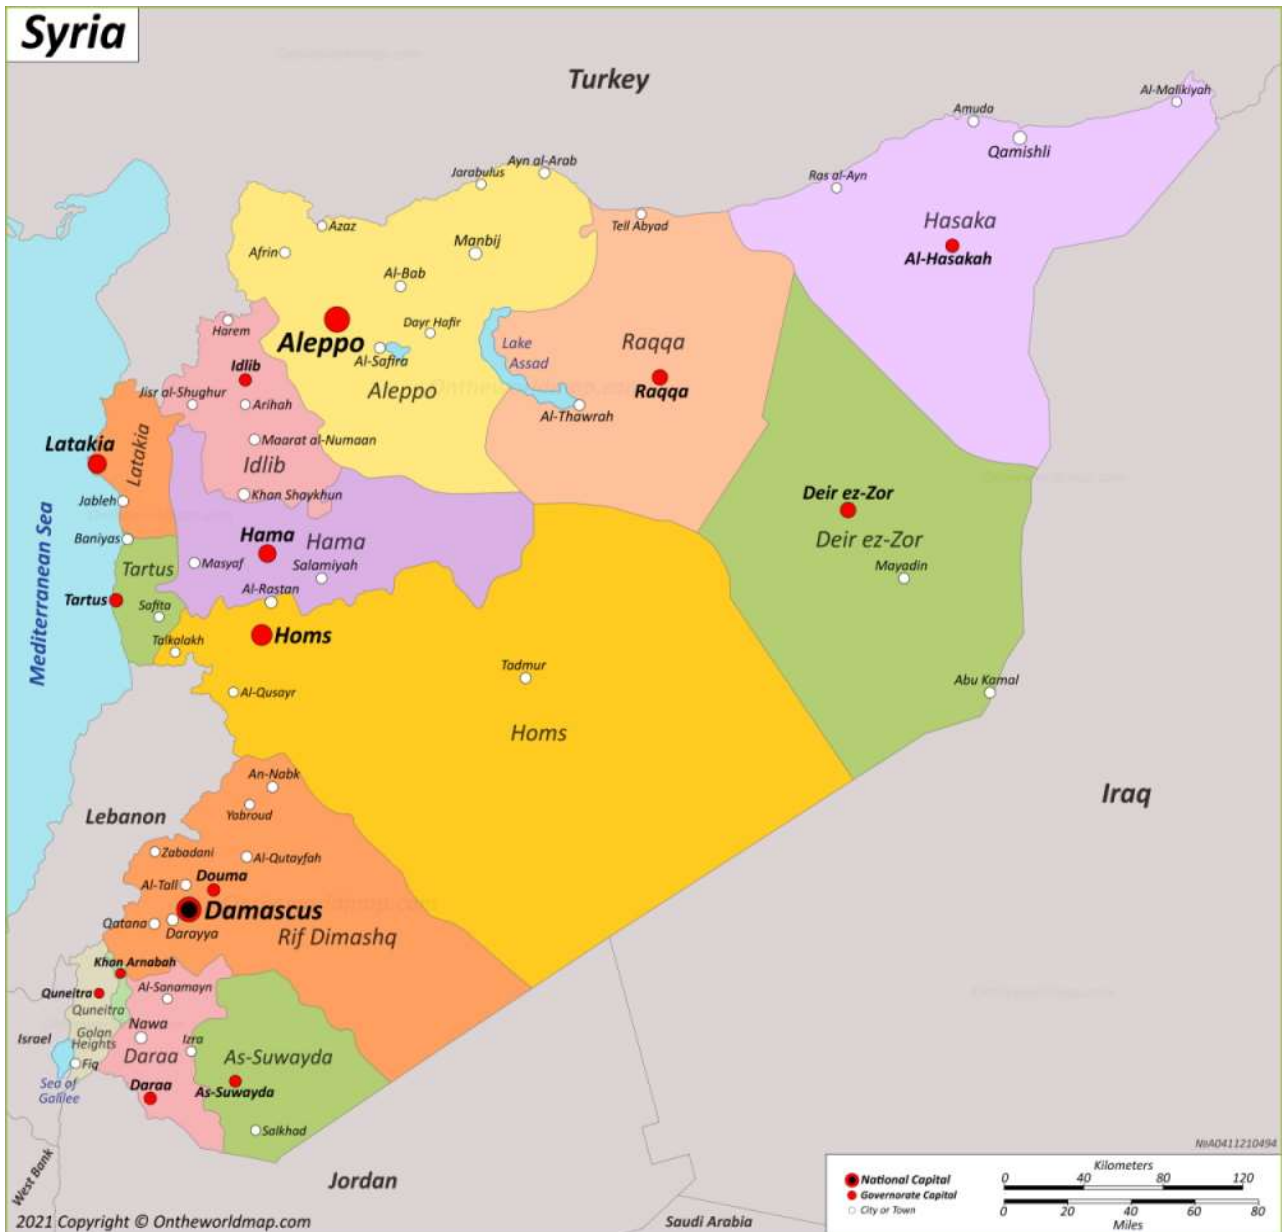 Syria
Turkey
Al-Malikiyah
Amuda
Qamishli
Ayn al-Arab
Jarabulus
Ras al-Ayn
Hasaka
Al-Hasakah
Tell Abyad
Azaz
Afrin
Manbij
Al-Bab
Dayr Hafir
Aleppo
Al-Safira
Aleppo
Lake
Assad
Raqqa
Raqqa
Al-Thawrah
Harem
Idlib
Jisr al-Shughur
Arihah
Maarat al-Numaan
Idlib
Khan Shaykhun
Latakia
Latakia
Jableh
Baniyas
Mediterranean Sea
Deir ez-Zor
Deir ez-Zor
Mayadin
Abu Kamal
Hama
Hama
Masyaf
Salamiyah
Tartus
Tartus
Safita
Al-Rastan
Homs
Talkalakh
Al-Qusayr
Tadmur
Homs
Iraq
Lebanon
An-Nabk
Yabroud
Zabadani
Al-Qutayfah
Douma
Al-Tall
Damascus
Qatana
Darayya
Rif Dimashq
Khan Arnabah
Quneitra
Quneitra
Al-Sanamayn
Israel
Golan
Heights
Nawa
Izra
Fiq
Daraa
As-Suwayda
Sea of
Galilee
Daraa
As-Suwayda
Salkhad
West Bank
Jordan
Saudi Arabia
2021 Copyright © Ontheworldmap.com
National Capital
Governorate Capital
City or Town
Kilometers
0 40 80 120
0 20 40 60 80
Miles